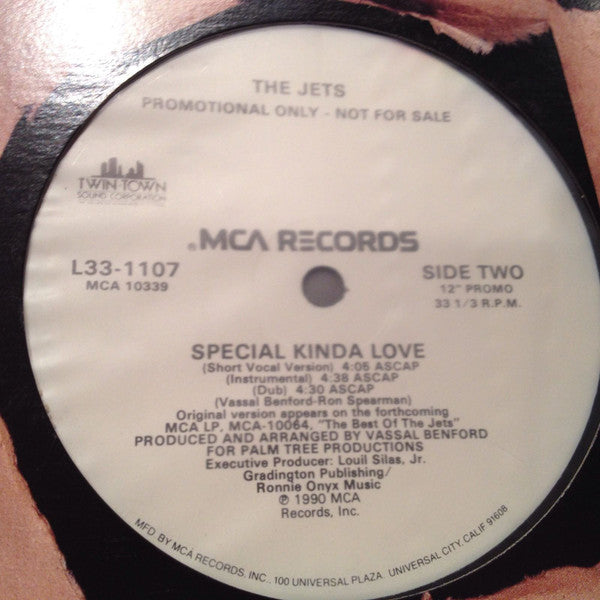 THE JETS
PROMOTIONAL ONLY - NOT FOR SALE
TWIN·TOWN
SOUND CORPORATION
MCA RECORDS
L33-1107
MCA 10339
SIDE TWO
12" PROMO
33 1/3 R.P.M.
SPECIAL KINDA LOVE
(Short Vocal Version) 4:05 ASCAP
(Instrumental) 4:38 ASCAP
(Dub) 4:30 ASCAP
(Vassal Benford-Ron Spearman)
Original version appears on the forthcoming
MCA LP, MCA-10064, "The Best Of The Jets"
PRODUCED AND ARRANGED BY VASSAL BENFORD
FOR PALM TREE PRODUCTIONS
Executive Producer: Louil Silas, Jr.
Gradington Publishing/
Ronnie Onyx Music
℗ 1990 MCA
Records, Inc.
MFD BY MCA RECORDS, INC., 100 UNIVERSAL PLAZA, UNIVERSAL CITY, CALIF 91608